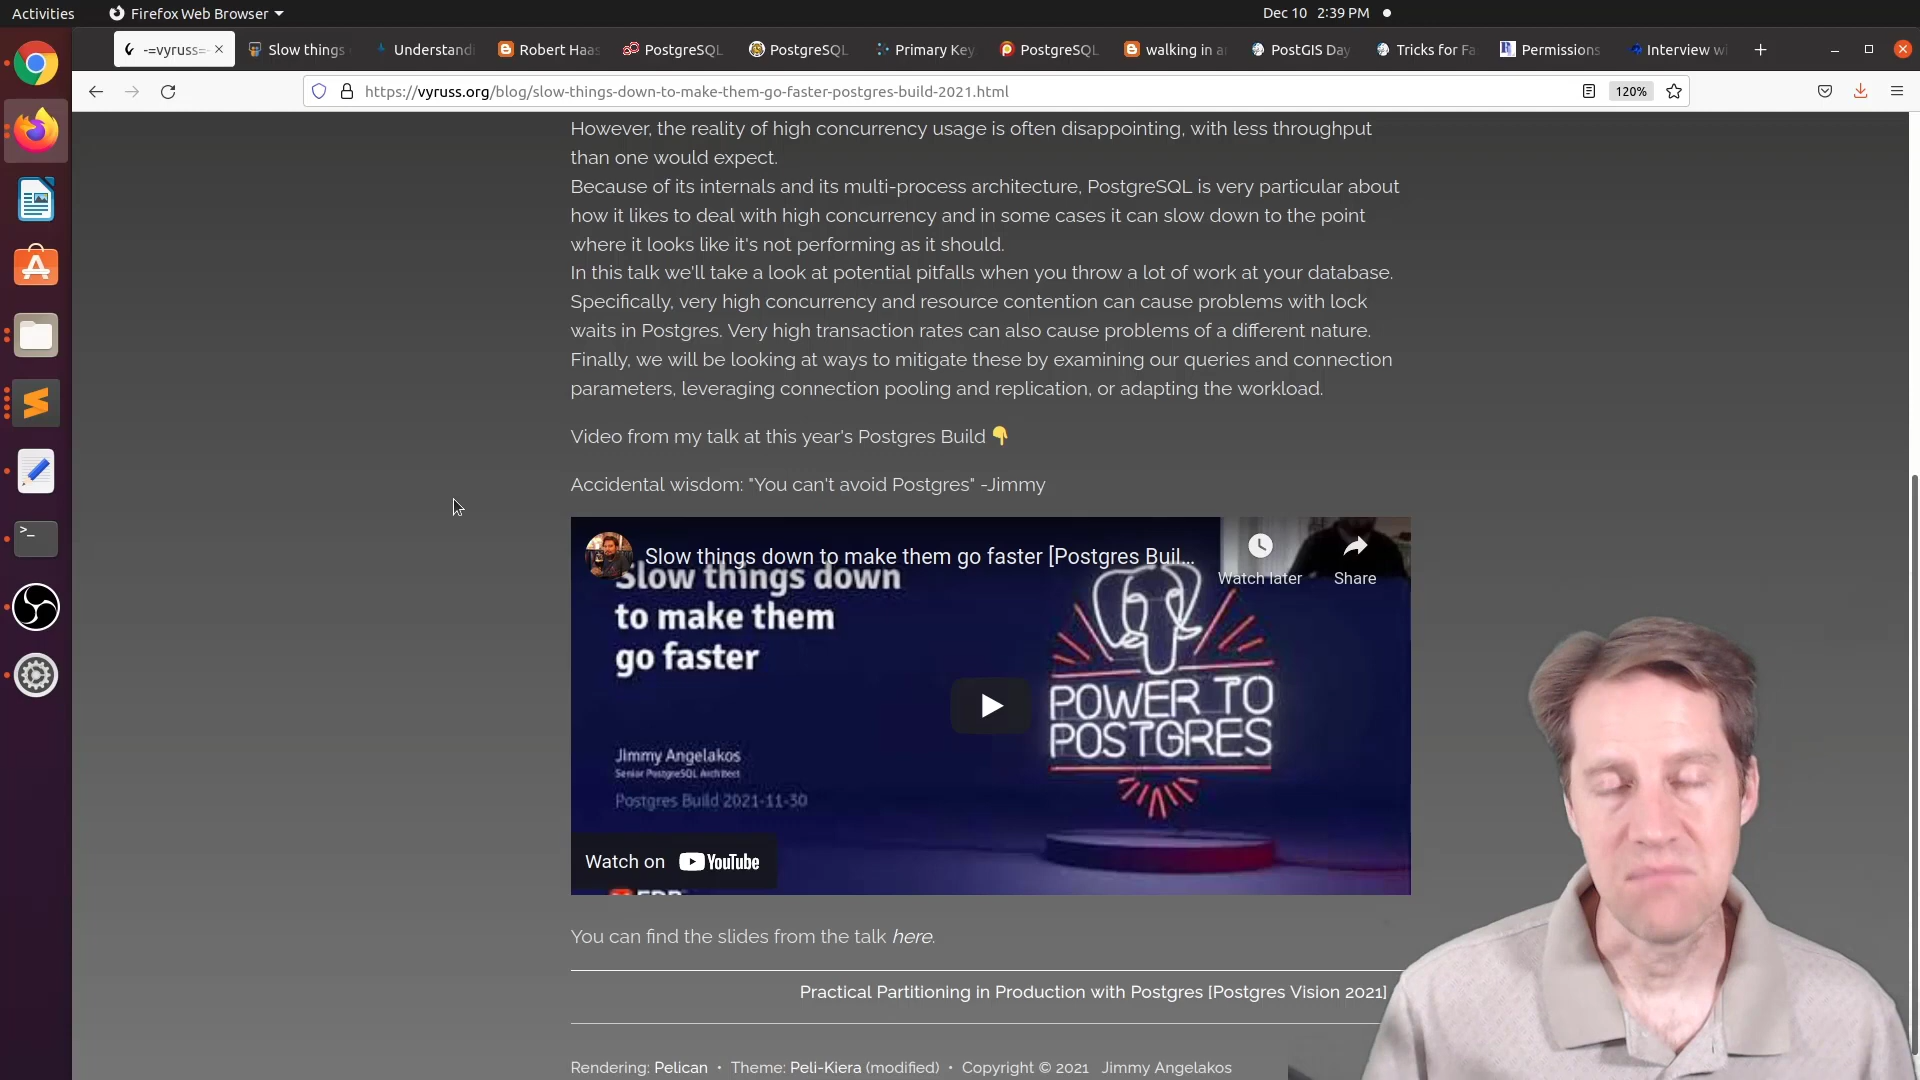 Activities
Firefox Web Browser
Dec 10 2:39 PM
-=vyruss=-
Slow things
Understandi
Robert Haas
PostgreSQL
PostgreSQL
Primary Key
PostgreSQL
walking in a
PostGIS Day
Tricks for Fa
Permissions
Interview wi
https://vyruss.org/blog/slow-things-down-to-make-them-go-faster-postgres-build-2021.html
120%
However, the reality of high concurrency usage is often disappointing, with less throughput
than one would expect.
Because of its internals and its multi-process architecture, PostgreSQL is very particular about
how it likes to deal with high concurrency and in some cases it can slow down to the point
where it looks like it's not performing as it should.
In this talk we'll take a look at potential pitfalls when you throw a lot of work at your database.
Specifically, very high concurrency and resource contention can cause problems with lock
waits in Postgres. Very high transaction rates can also cause problems of a different nature.
Finally, we will be looking at ways to mitigate these by examining our queries and connection
parameters, leveraging connection pooling and replication, or adapting the workload.
Video from my talk at this year's Postgres Build 👇
Accidental wisdom: "You can't avoid Postgres" -Jimmy
Slow things down to make them go faster [Postgres Buil...
Watch later
Share
Slow things down
to make them
go faster
POWER TO
POSTGRES
Jimmy Angelakos
Senior PostgreSQL Architect
Postgres Build 2021-11-30
Watch on YouTube
EDB
You can find the slides from the talk here.
Practical Partitioning in Production with Postgres [Postgres Vision 2021]
Rendering: Pelican • Theme: Peli-Kiera (modified) • Copyright © 2021 Jimmy Angelakos